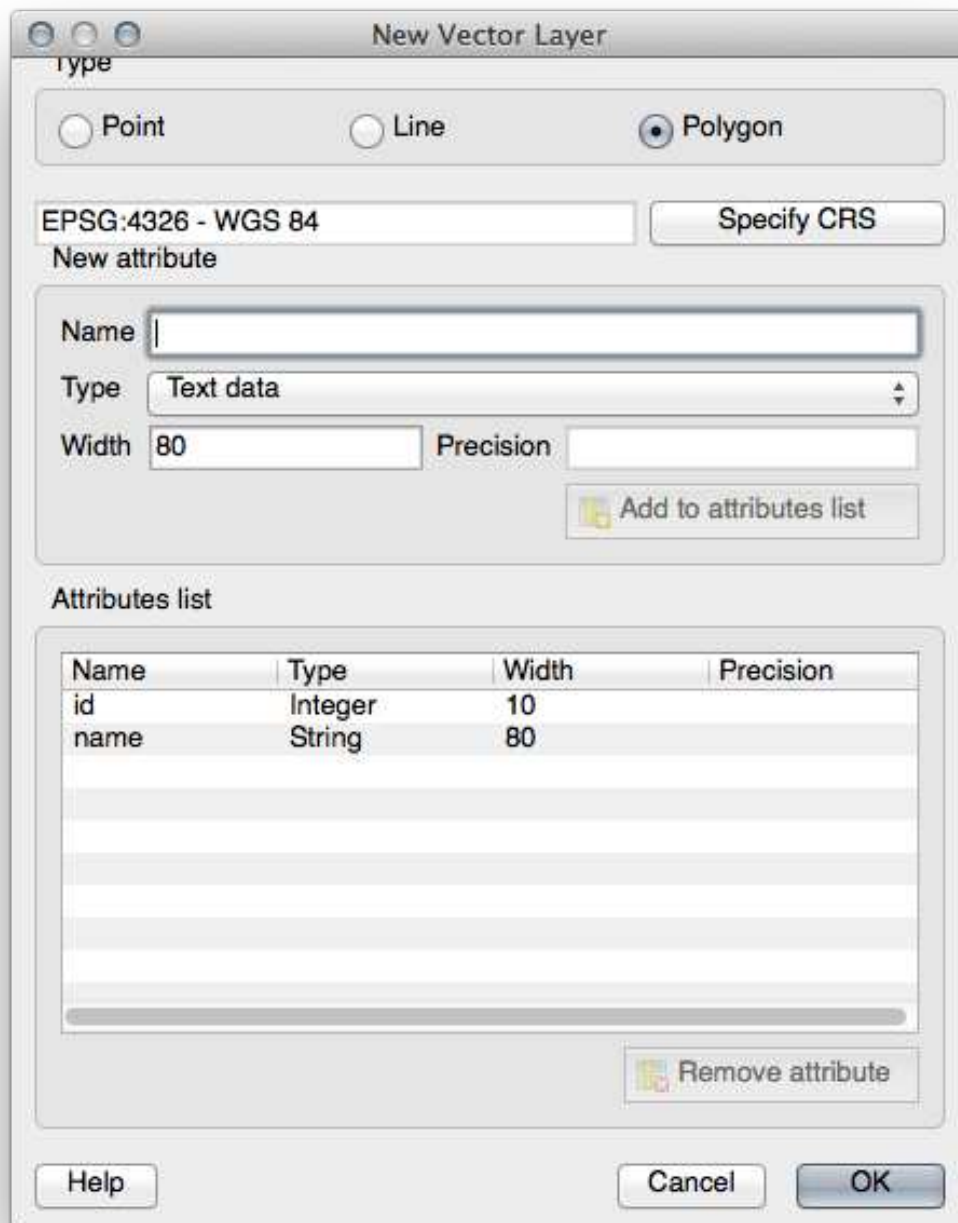 New Vector Layer
Type
Point Line Polygon
EPSG:4326 - WGS 84 Specify CRS
New attribute
Name
Type Text data
Width 80 Precision
Add to attributes list
Attributes list
Name Type Width Precision
id Integer 10
name String 80
Remove attribute
Help Cancel OK